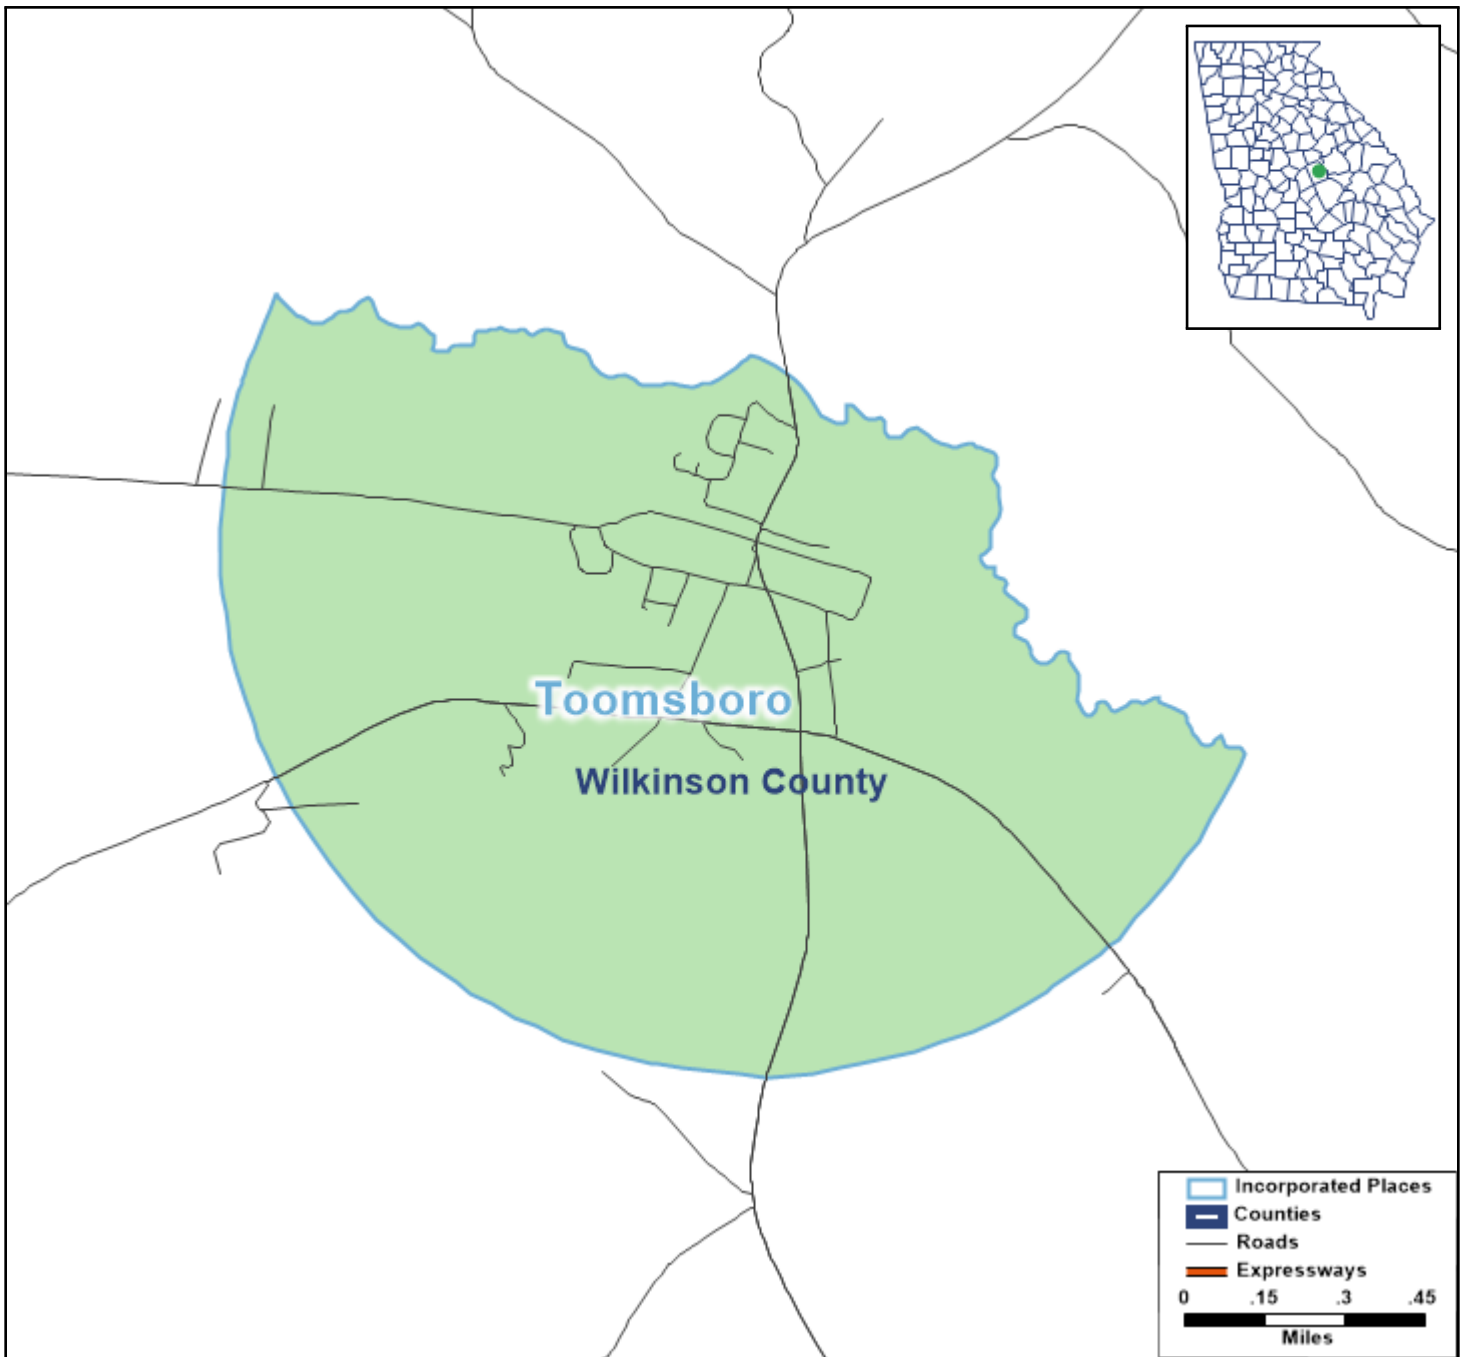 Toomsboro
Wilkinson County
Incorporated Places
Counties
Roads
Expressways
0 .15 .3 .45
Miles